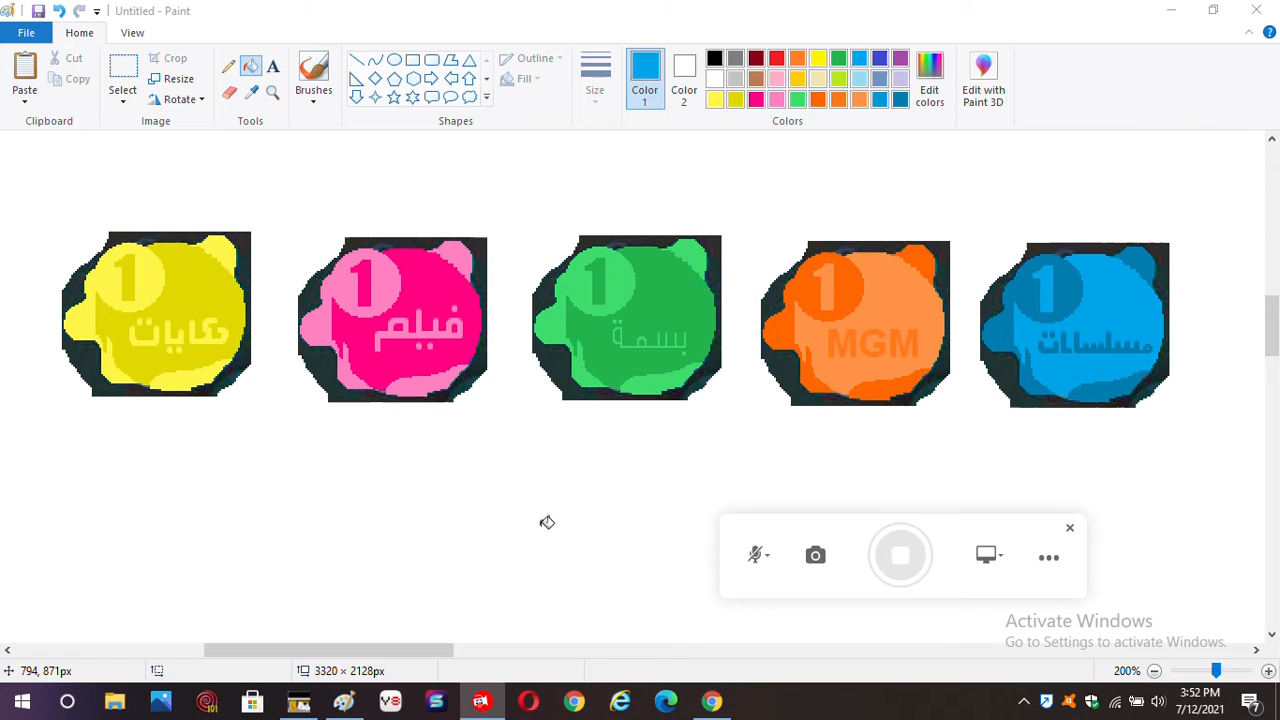 Untitled - Paint
File
Home
View
Paste
Cut
Copy
Clipboard
Select
Crop
Resize
Rotate
Image
A
Tools
Brushes
Shapes
Outline
Fill
Size
Color
1
Color
2
Edit
colors
Colors
Edit with
Paint 3D
1
حكايات
1
فيلم
1
بسمة
1
MGM
1
مسلسلات
Activate Windows
Go to Settings to activate Windows.
794, 871px
3320 × 2128px
200%
101
S
3:52 PM
7/12/2021
7